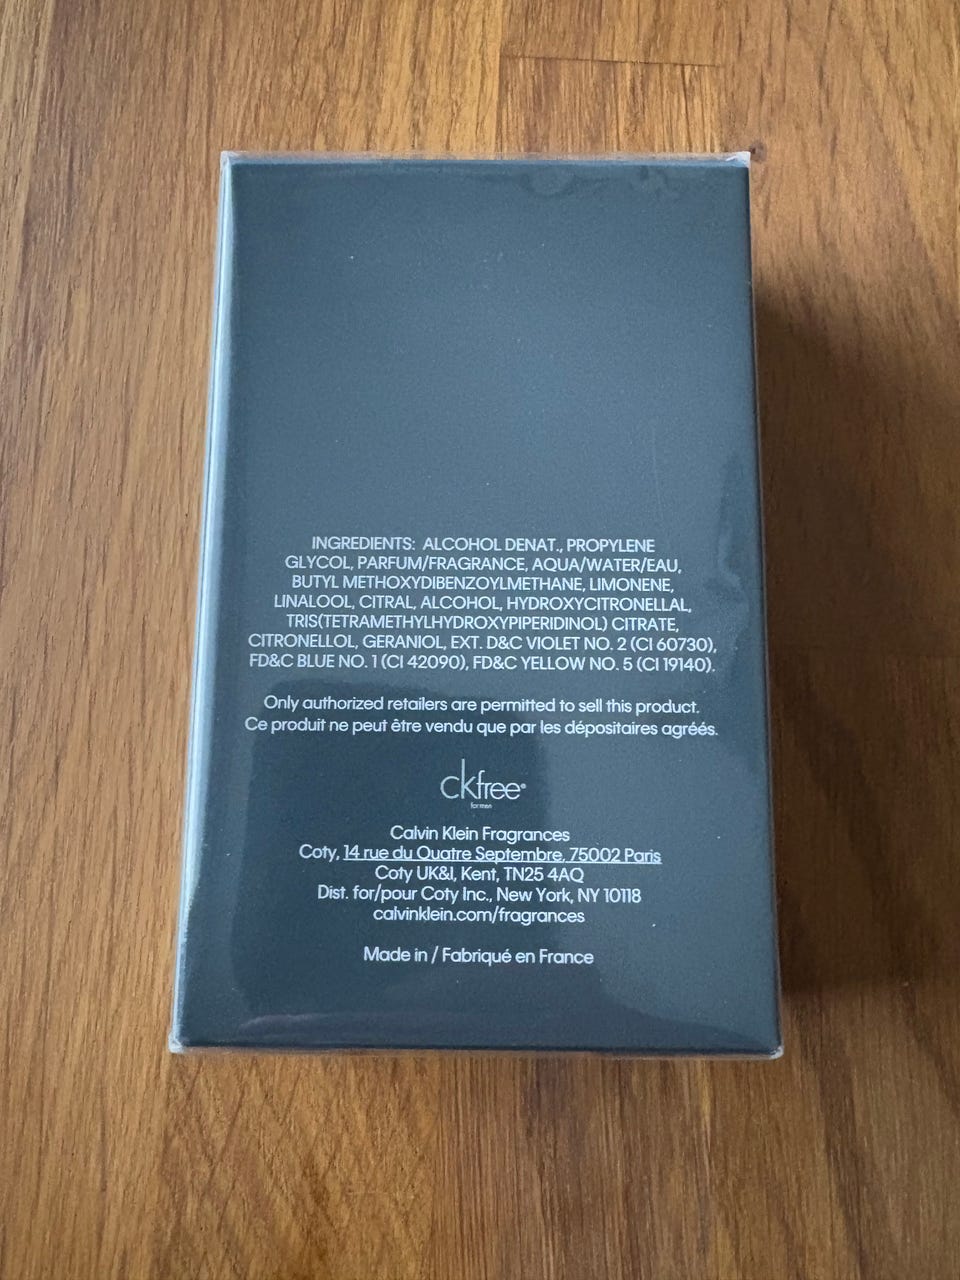 INGREDIENTS: ALCOHOL DENAT., PROPYLENE
GLYCOL, PARFUM/FRAGRANCE, AQUA/WATER/EAU,
BUTYL METHOXYDIBENZOYLMETHANE, LIMONENE,
LINALOOL, CITRAL, ALCOHOL, HYDROXYCITRONELLAL,
TRIS(TETRAMETHYLHYDROXYPIPERIDINOL) CITRATE,
CITRONELLOL, GERANIOL, EXT. D&C VIOLET NO. 2 (CI 60730),
FD&C BLUE NO. 1 (CI 42090), FD&C YELLOW NO. 5 (CI 19140).
Only authorized retailers are permitted to sell this product.
Ce produit ne peut être vendu que par les dépositaires agréés.
ckfree®
for men
Calvin Klein Fragrances
Coty, 14 rue du Quatre Septembre, 75002 Paris
Coty UK&I, Kent, TN25 4AQ
Dist. for/pour Coty Inc., New York, NY 10118
calvinklein.com/fragrances
Made in / Fabriqué en France